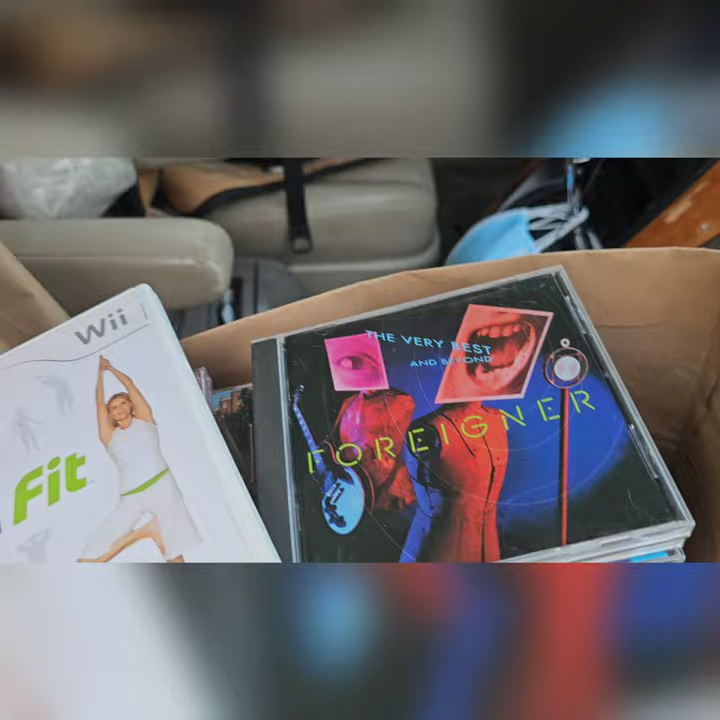 Wii
Fit
THE VERY BEST
AND BEYOND
FOREIGNER